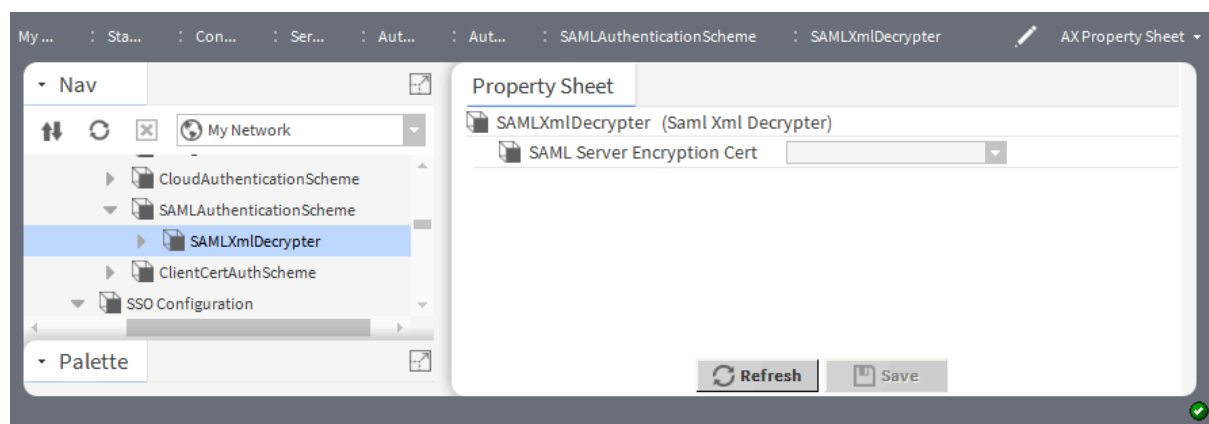 My ... : Sta... : Con... : Ser... : Aut... : Aut... : SAMLAuthenticationScheme : SAMLXmlDecrypter AX Property Sheet
Nav
My Network
CloudAuthenticationScheme
SAMLAuthenticationScheme
SAMLXmlDecrypter
ClientCertAuthScheme
SSO Configuration
Palette
Property Sheet
SAMLXmlDecrypter (Saml Xml Decrypter)
SAML Server Encryption Cert
Refresh Save